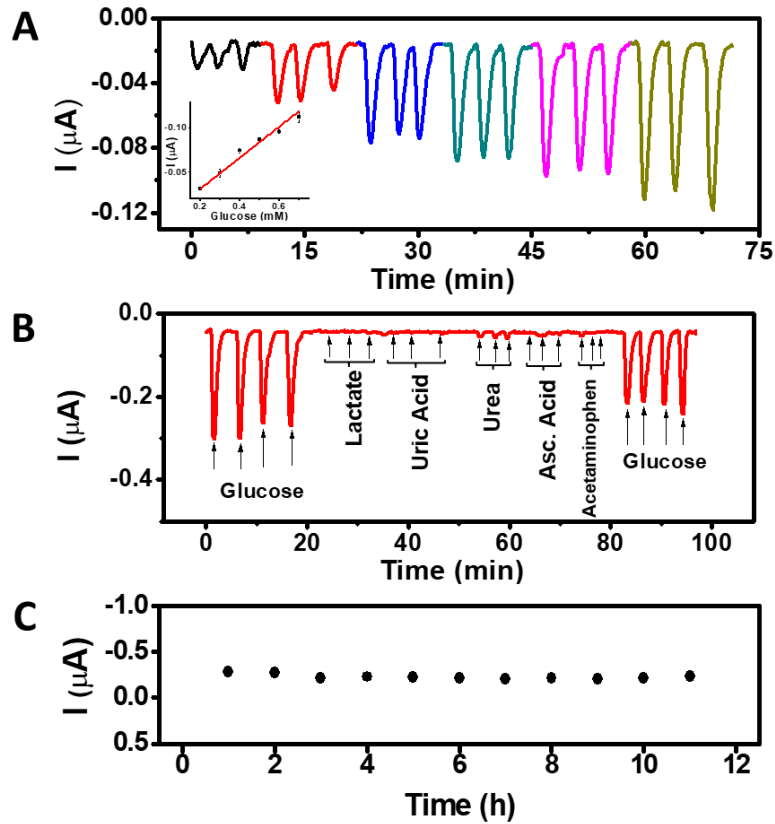 A
0.00
-0.04
-0.08
-0.12
I (μA)
-0.10
-0.05
I (μA)
0.2 0.4 0.6
Glucose (mM)
0 15 30 45 60 75
Time (min)
B
0.0
-0.2
-0.4
I (μA)
Glucose
Lactate
Uric Acid
Urea
Asc. Acid
Acetaminophen
Glucose
0 20 40 60 80 100
Time (min)
C
-1.0
-0.5
0.0
0.5
I (μA)
0 2 4 6 8 10 12
Time (h)